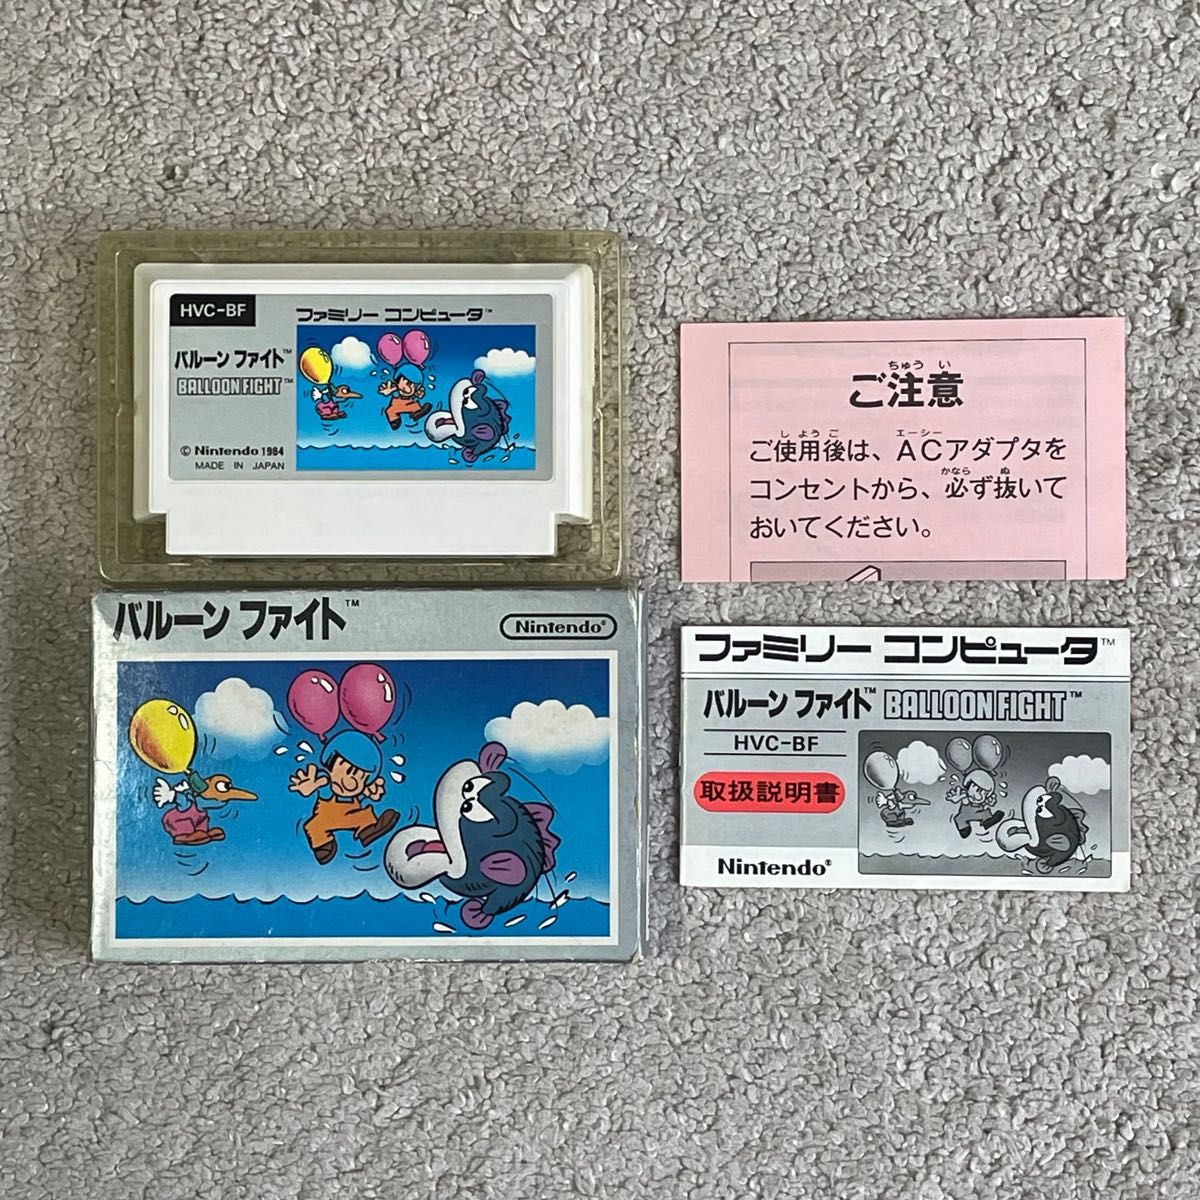 HVC-BF
ファミリー コンピュータ™
バルーン ファイト™
BALLOON FIGHT™
© Nintendo 1984
MADE IN JAPAN
バルーン ファイト™
Nintendo®
ちゅう い
ご注意
しようご
ご使用後は、ACアダプタを
エーシー
コンセントから、必ず抜いて
かなら ぬ
おいてください。
ファミリー コンピュータ™
バルーン ファイト™ BALLOON FIGHT™
HVC-BF
取扱説明書
Nintendo®